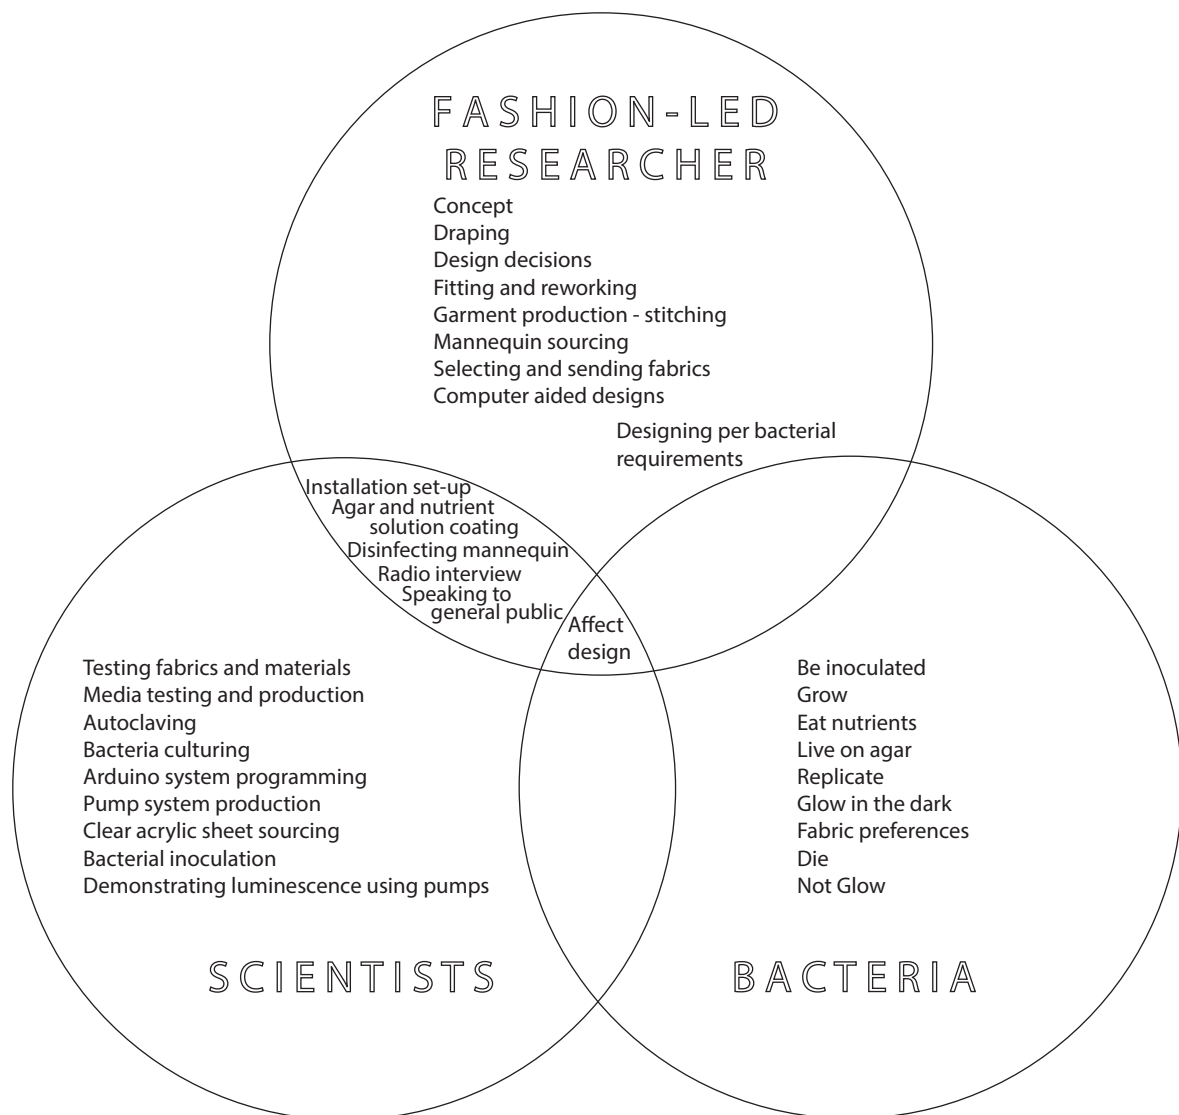 FASHION-LED
RESEARCHER
Concept
Draping
Design decisions
Fitting and reworking
Garment production - stitching
Mannequin sourcing
Selecting and sending fabrics
Computer aided designs
Designing per bacterial
requirements
Installation set-up
Agar and nutrient
solution coating
Disinfecting mannequin
Radio interview
Speaking to
general public
Affect
design
Testing fabrics and materials
Media testing and production
Autoclaving
Bacteria culturing
Arduino system programming
Pump system production
Clear acrylic sheet sourcing
Bacterial inoculation
Demonstrating luminescence using pumps
SCIENTISTS
Be inoculated
Grow
Eat nutrients
Live on agar
Replicate
Glow in the dark
Fabric preferences
Die
Not Glow
BACTERIA